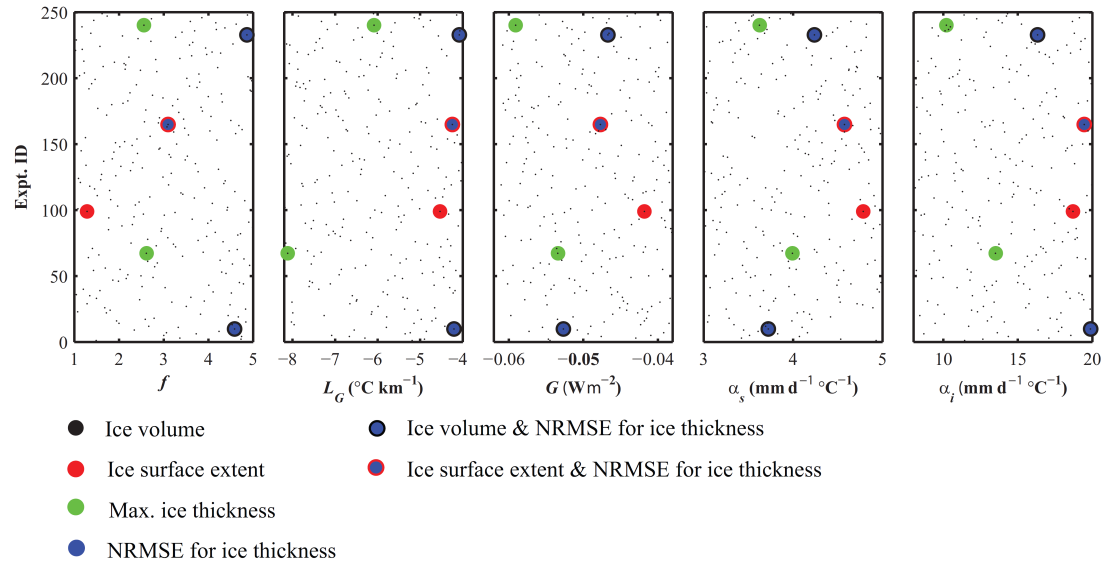 Expt. ID
250
200
150
100
50
0
1 2 3 4 5
−8 −7 −6 −5 −4
−0.06 −0.05 −0.04
3 4 5
10 15 20
f
L_G (°C km⁻¹)
G (Wm⁻²)
α_s (mm d⁻¹ °C⁻¹)
α_i (mm d⁻¹ °C⁻¹)
Ice volume
Ice surface extent
Max. ice thickness
NRMSE for ice thickness
Ice volume & NRMSE for ice thickness
Ice surface extent & NRMSE for ice thickness